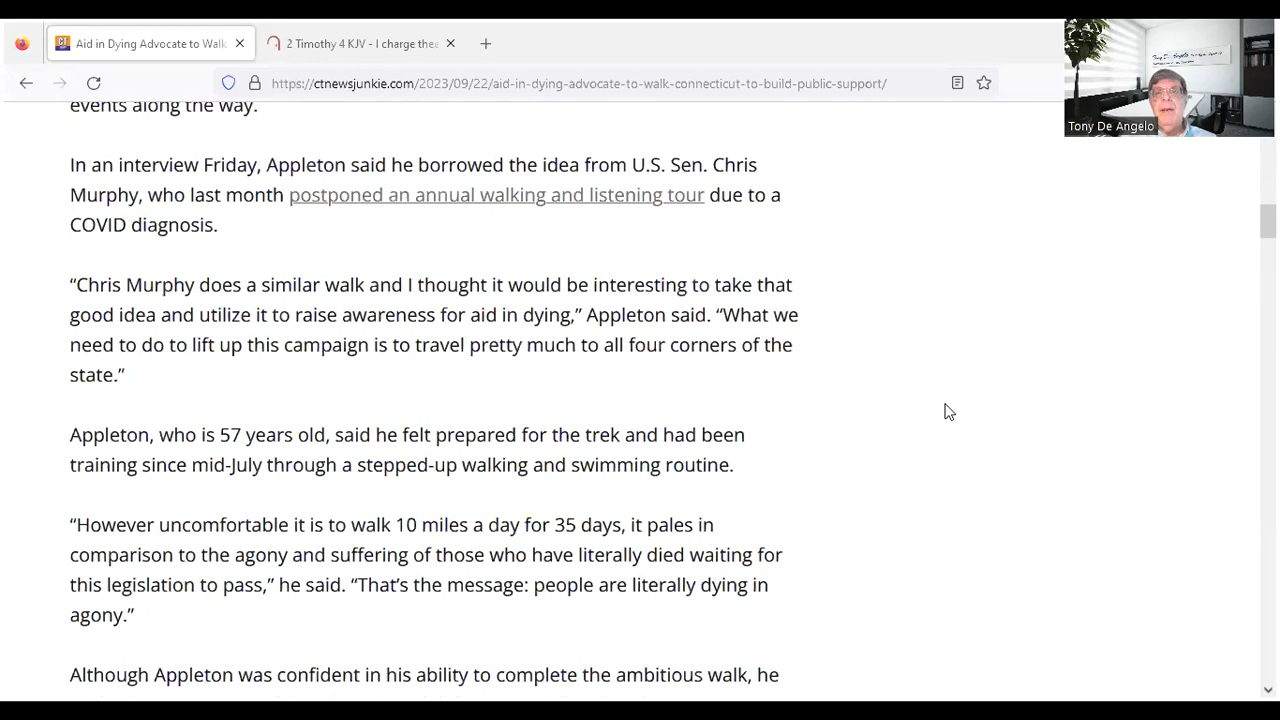 Aid in Dying Advocate to Walk
2 Timothy 4 KJV - I charge thee
https://ctnewsjunkie.com/2023/
22/aid-in-dying-advocate-to-walk-connecticut-to-build-public-support/
Tony De Angelo
events along the way.
In an interview Friday, Appleton said he borrowed the idea from U.S. Sen. Chris
Murphy, who last month postponed an annual walking and listening tour due to a
COVID diagnosis.
“Chris Murphy does a similar walk and I thought it would be interesting to take that
good idea and utilize it to raise awareness for aid in dying,” Appleton said. “What we
need to do to lift up this campaign is to travel pretty much to all four corners of the
state.”
Appleton, who is 57 years old, said he felt prepared for the trek and had been
training since mid-July through a stepped-up walking and swimming routine.
“However uncomfortable it is to walk 10 miles a day for 35 days, it pales in
comparison to the agony and suffering of those who have literally died waiting for
this legislation to pass,” he said. “That’s the message: people are literally dying in
agony.”
Although Appleton was confident in his ability to complete the ambitious walk, he